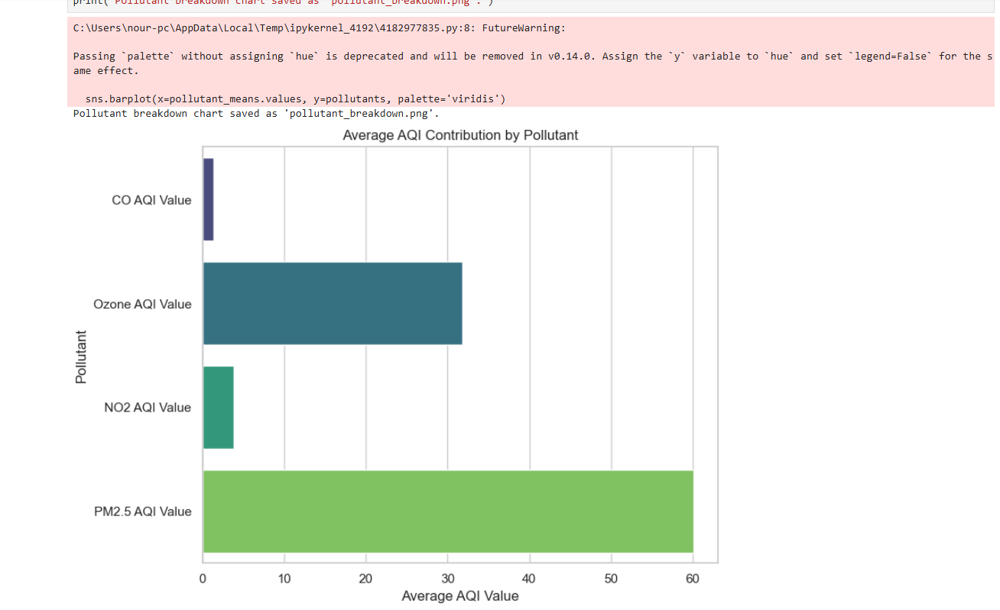 print("Pollutant breakdown chart saved as 'pollutant_breakdown.png'.")
C:\Users\nour-pc\AppData\Local\Temp\ipykernel_4192\4182977835.py:8: FutureWarning:
Passing `palette` without assigning `hue` is deprecated and will be removed in v0.14.0. Assign the `y` variable to `hue` and set `legend=False` for the s
ame effect.
sns.barplot(x=pollutant_means.values, y=pollutants, palette='viridis')
Pollutant breakdown chart saved as 'pollutant_breakdown.png'.
Average AQI Contribution by Pollutant
CO AQI Value
Ozone AQI Value
Pollutant
NO2 AQI Value
PM2.5 AQI Value
0 10 20 30 40 50 60
Average AQI Value